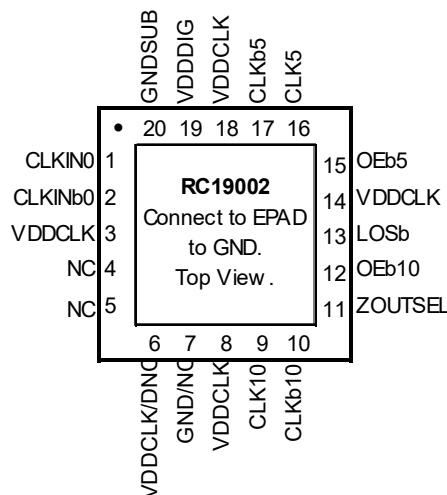 GNDSUB
VDDDIG
VDDCLK
CLKb5
CLK5
20 19 18 17 16
CLKIN0 1
CLKINb0 2
VDDCLK 3
NC 4
NC 5
RC19002
Connect to EPAD
to GND.
Top View .
15 OEb5
14 VDDCLK
13 LOSb
12 OEb10
11 ZOUTSEL
6 7 8 9 10
VDDCLK/DNC
GND/NC
VDDCLK
CLK10
CLKb10